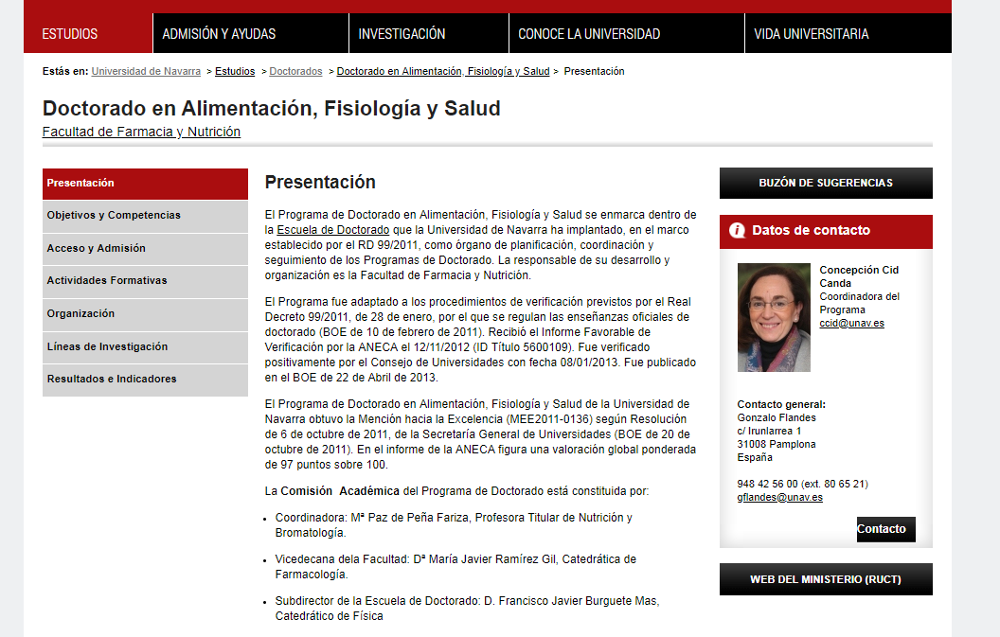 ESTUDIOS
ADMISIÓN Y AYUDAS
INVESTIGACIÓN
CONOCE LA UNIVERSIDAD
VIDA UNIVERSITARIA
Estás en: Universidad de Navarra > Estudios > Doctorados > Doctorado en Alimentación, Fisiología y Salud > Presentación
Doctorado en Alimentación, Fisiología y Salud
Facultad de Farmacia y Nutrición
Presentación
Objetivos y Competencias
Acceso y Admisión
Actividades Formativas
Organización
Líneas de Investigación
Resultados e Indicadores
Presentación
El Programa de Doctorado en Alimentación, Fisiología y Salud se enmarca dentro de
la Escuela de Doctorado que la Universidad de Navarra ha implantado, en el marco
establecido por el RD 99/2011, como órgano de planificación, coordinación y
seguimiento de los Programas de Doctorado. La responsable de su desarrollo y
organización es la Facultad de Farmacia y Nutrición.
El Programa fue adaptado a los procedimientos de verificación previstos por el Real
Decreto 99/2011, de 28 de enero, por el que se regulan las enseñanzas oficiales de
doctorado (BOE de 10 de febrero de 2011). Recibió el Informe Favorable de
Verificación por la ANECA el 12/11/2012 (ID Título 5600109). Fue verificado
positivamente por el Consejo de Universidades con fecha 08/01/2013. Fue publicado
en el BOE de 22 de Abril de 2013.
El Programa de Doctorado en Alimentación, Fisiología y Salud de la Universidad de
Navarra obtuvo la Mención hacia la Excelencia (MEE2011-0136) según Resolución
de 6 de octubre de 2011, de la Secretaría General de Universidades (BOE de 20 de
octubre de 2011). En el informe de la ANECA figura una valoración global ponderada
de 97 puntos sobre 100.
La Comisión Académica del Programa de Doctorado está constituida por:
• Coordinadora: Mª Paz de Peña Fariza, Profesora Titular de Nutrición y
Bromatología.
• Vicedecana dela Facultad: Dª María Javier Ramírez Gil, Catedrática de
Farmacología.
• Subdirector de la Escuela de Doctorado: D. Francisco Javier Burguete Mas,
Catedrático de Física
BUZÓN DE SUGERENCIAS
i Datos de contacto
Concepción Cid
Canda
Coordinadora del
Programa
ccid@unav.es
Contacto general:
Gonzalo Flandes
c/ Irunlarrea 1
31008 Pamplona
España
948 42 56 00 (ext. 80 65 21)
gflandes@unav.es
Contacto
WEB DEL MINISTERIO (RUCT)